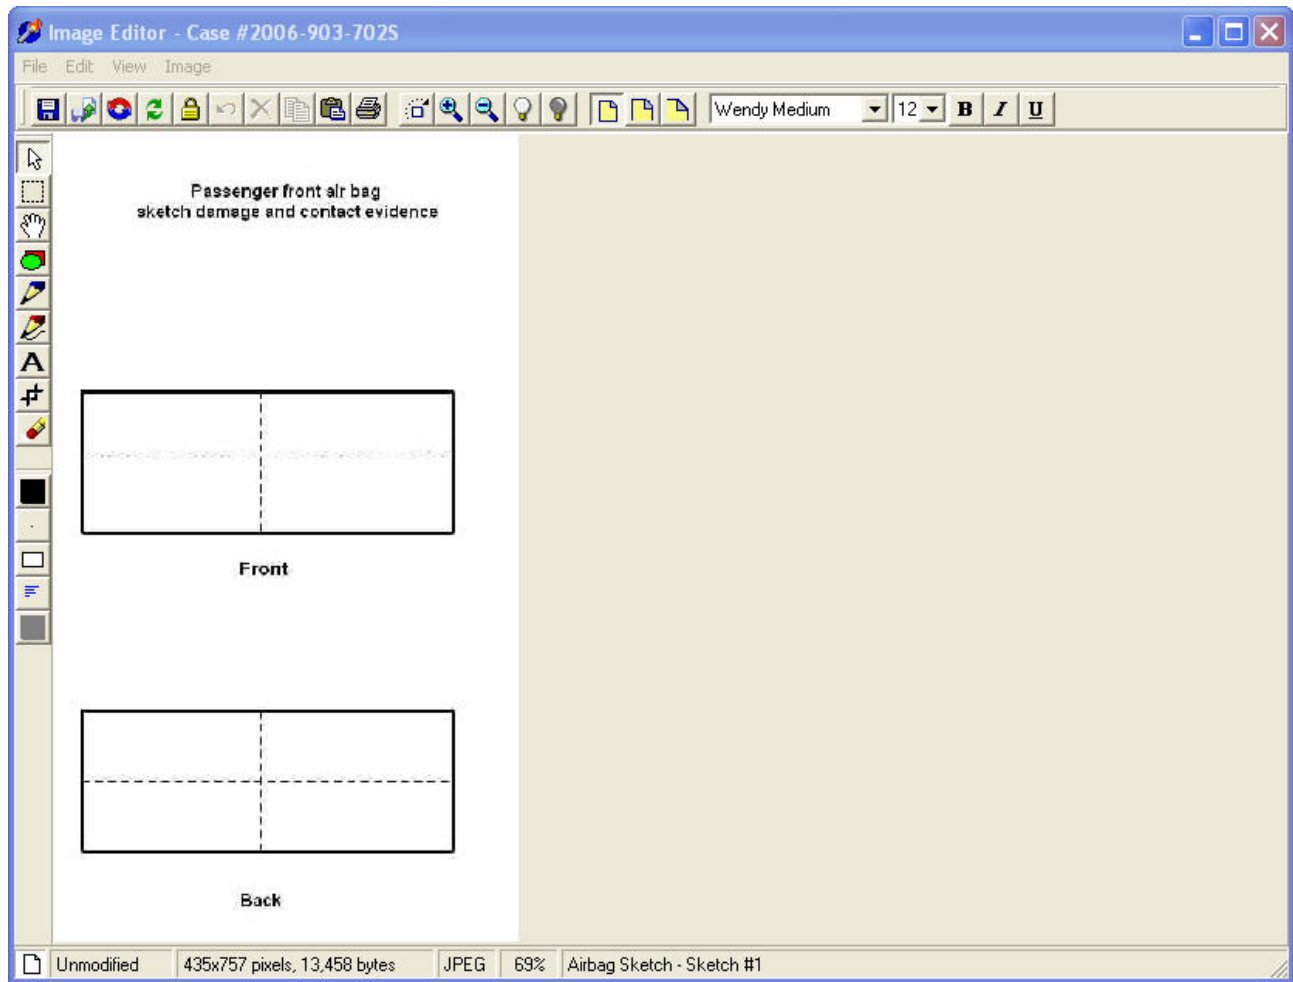 Image Editor - Case #2006-903-702S
File Edit View Image
Wendy Medium 12 B I U
A
Passenger front air bag
sketch damage and contact evidence
Front
Back
Unmodified 435x757 pixels, 13,458 bytes JPEG 69% Airbag Sketch - Sketch #1